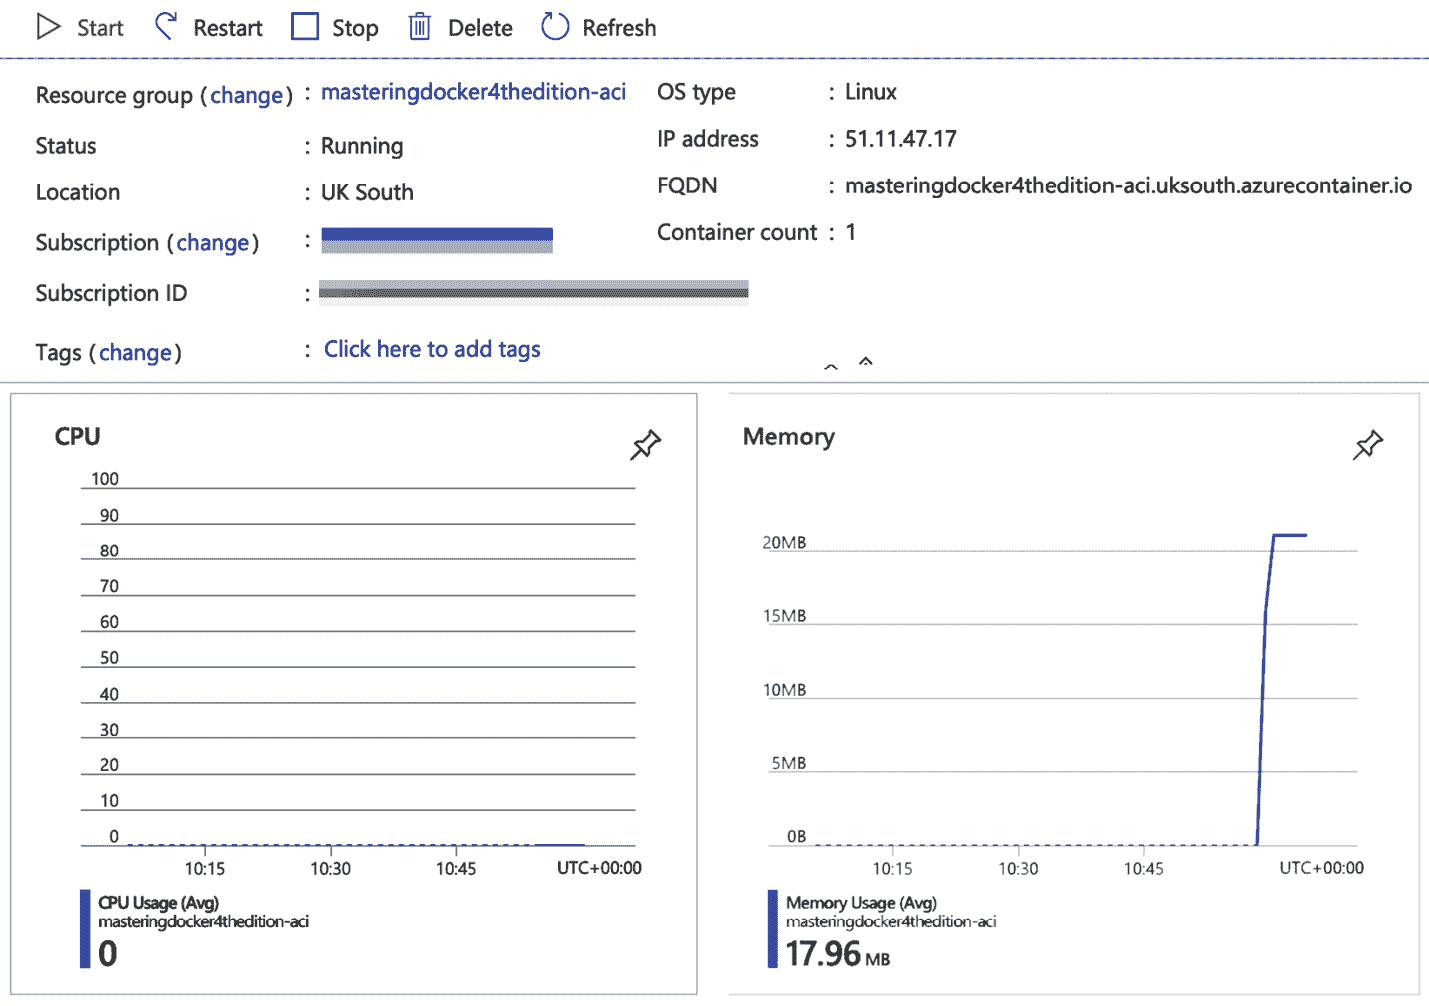 Start Restart Stop Delete Refresh
Resource group (change) : masteringdocker4thedition-aci
Status : Running
Location : UK South
Subscription (change) :
Subscription ID :
Tags (change) : Click here to add tags
OS type : Linux
IP address : 51.11.47.17
FQDN : masteringdocker4thedition-aci.uksouth.azurecontainer.io
Container count : 1
CPU
100
90
80
70
60
50
40
30
20
10
0
10:15 10:30 10:45 UTC+00:00
CPU Usage (Avg)
masteringdocker4thedition-aci
0
Memory
20MB
15MB
10MB
5MB
0B
10:15 10:30 10:45 UTC+00:00
Memory Usage (Avg)
masteringdocker4thedition-aci
17.96 MB